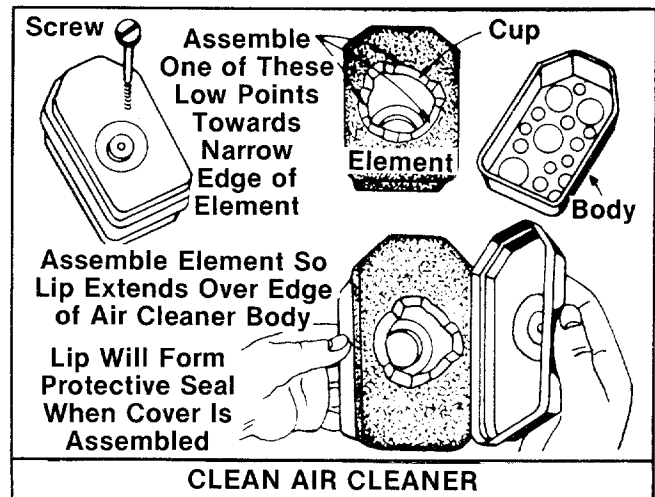 Screw
Assemble
One of These
Low Points
Towards
Narrow
Edge of
Element
Cup
Element
Body
Assemble Element So
Lip Extends Over Edge
of Air Cleaner Body
Lip Will Form
Protective Seal
When Cover Is
Assembled
CLEAN AIR CLEANER